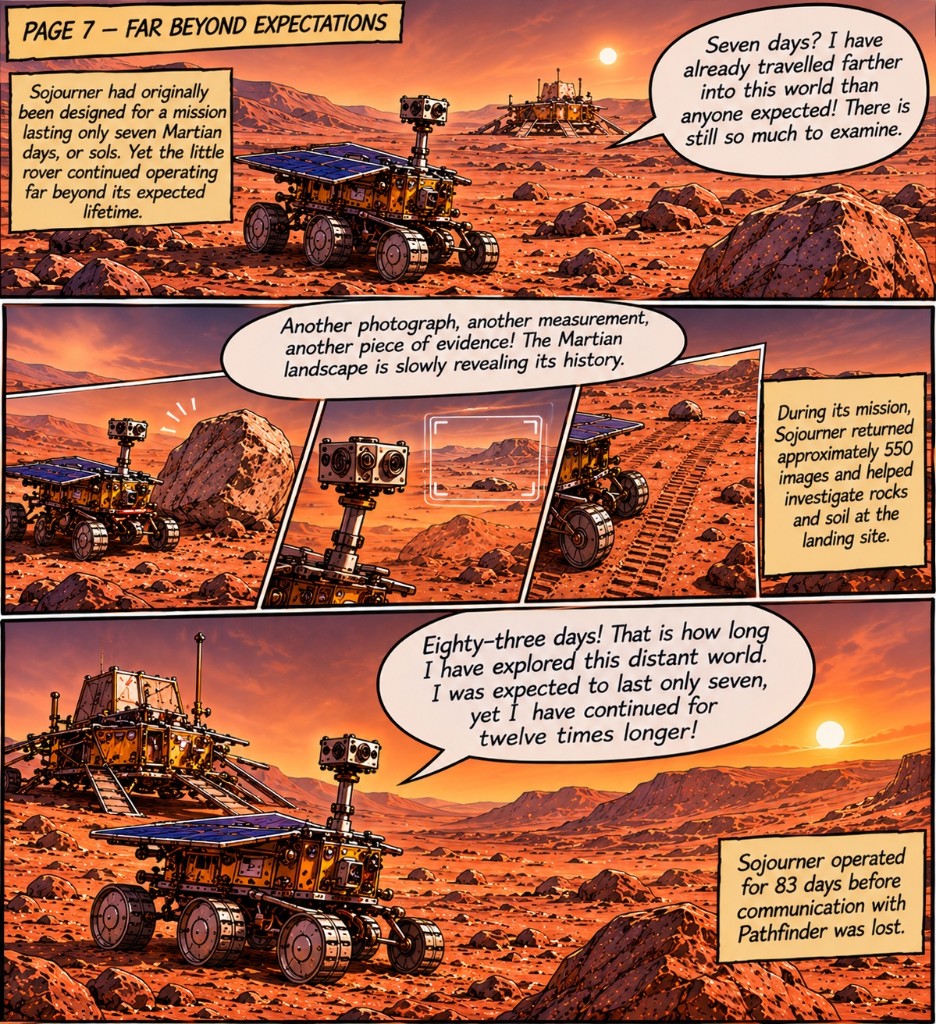 PAGE 7 – FAR BEYOND EXPECTATIONS
Sojourner had originally
been designed for a mission
lasting only seven Martian
days, or sols. Yet the little
rover continued operating
far beyond its expected
lifetime.
Seven days? I have
already travelled farther
into this world than
anyone expected! There is
still so much to examine.
Another photograph, another measurement,
another piece of evidence! The Martian
landscape is slowly revealing its history.
During its mission,
Sojourner returned
approximately 550
images and helped
investigate rocks
and soil at the
landing site.
Eighty-three days! That is how long
I have explored this distant world.
I was expected to last only seven,
yet I have continued for
twelve times longer!
Sojourner operated
for 83 days before
communication with
Pathfinder was lost.